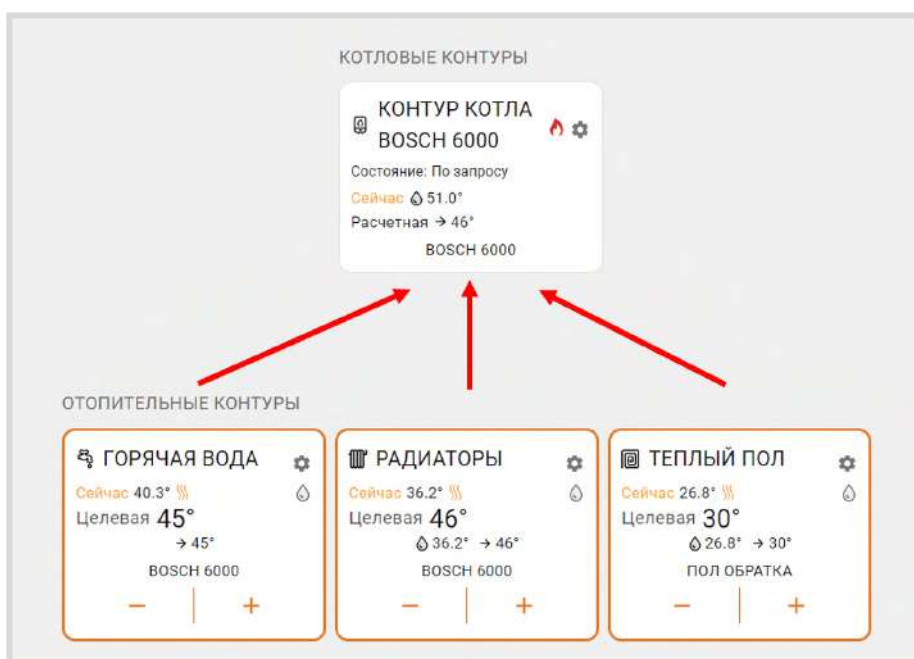 КОТЛОВЫЕ КОНТУРЫ
КОНТУР КОТЛА
BOSCH 6000
Состояние: По запросу
Сейчас 51.0°
Расчетная → 46°
BOSCH 6000
ОТОПИТЕЛЬНЫЕ КОНТУРЫ
ГОРЯЧАЯ ВОДА
Сейчас 40.3°
Целевая 45°
→ 45°
BOSCH 6000
− +
РАДИАТОРЫ
Сейчас 36.2°
Целевая 46°
36.2° → 46°
BOSCH 6000
− +
ТЕПЛЫЙ ПОЛ
Сейчас 26.8°
Целевая 30°
26.8° → 30°
ПОЛ ОБРАТКА
− +